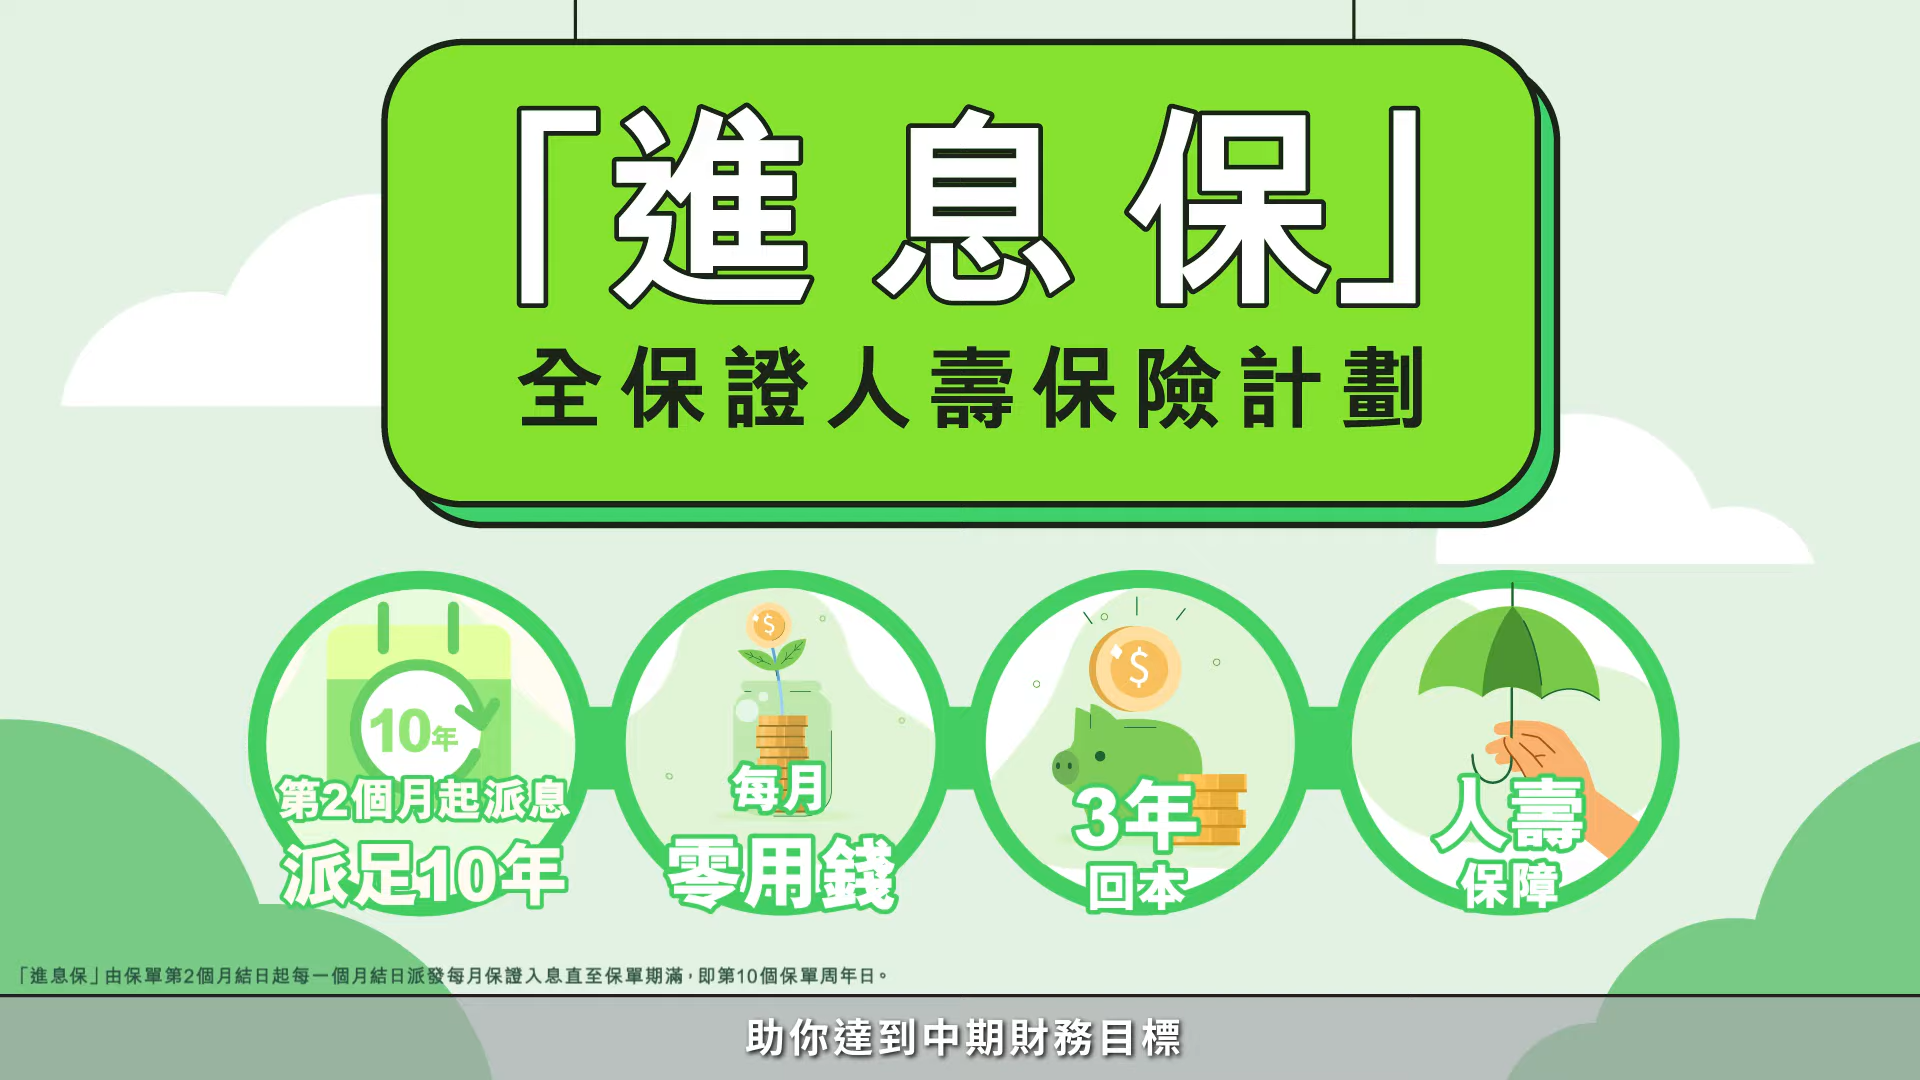 「進息保」
全保證人壽保險計劃
10年
第2個月起派息
派足10年
每月
零用錢
3年
回本
人壽
保障
「進息保」由保單第2個月結日起每一個月結日派發每月保證入息直至保單期滿，即第10個保單周年日。
助你達到中期財務目標